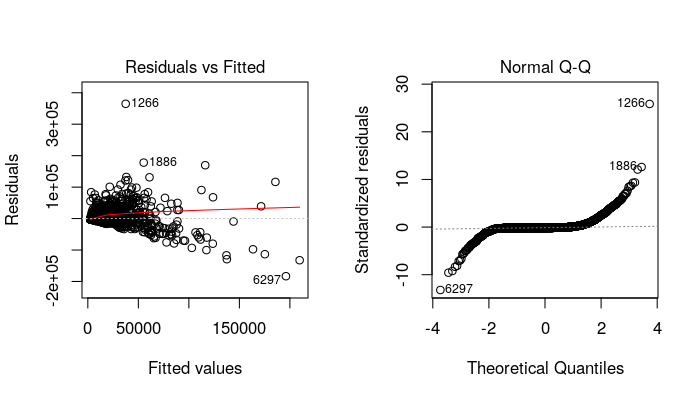 Residuals vs Fitted
Residuals
-2e+05
1e+05
3e+05
1266
1886
6297
0
50000
150000
Fitted values
Normal Q-Q
Standardized residuals
30
20
10
0
-10
1266
1886
6297
-4
-2
0
2
4
Theoretical Quantiles